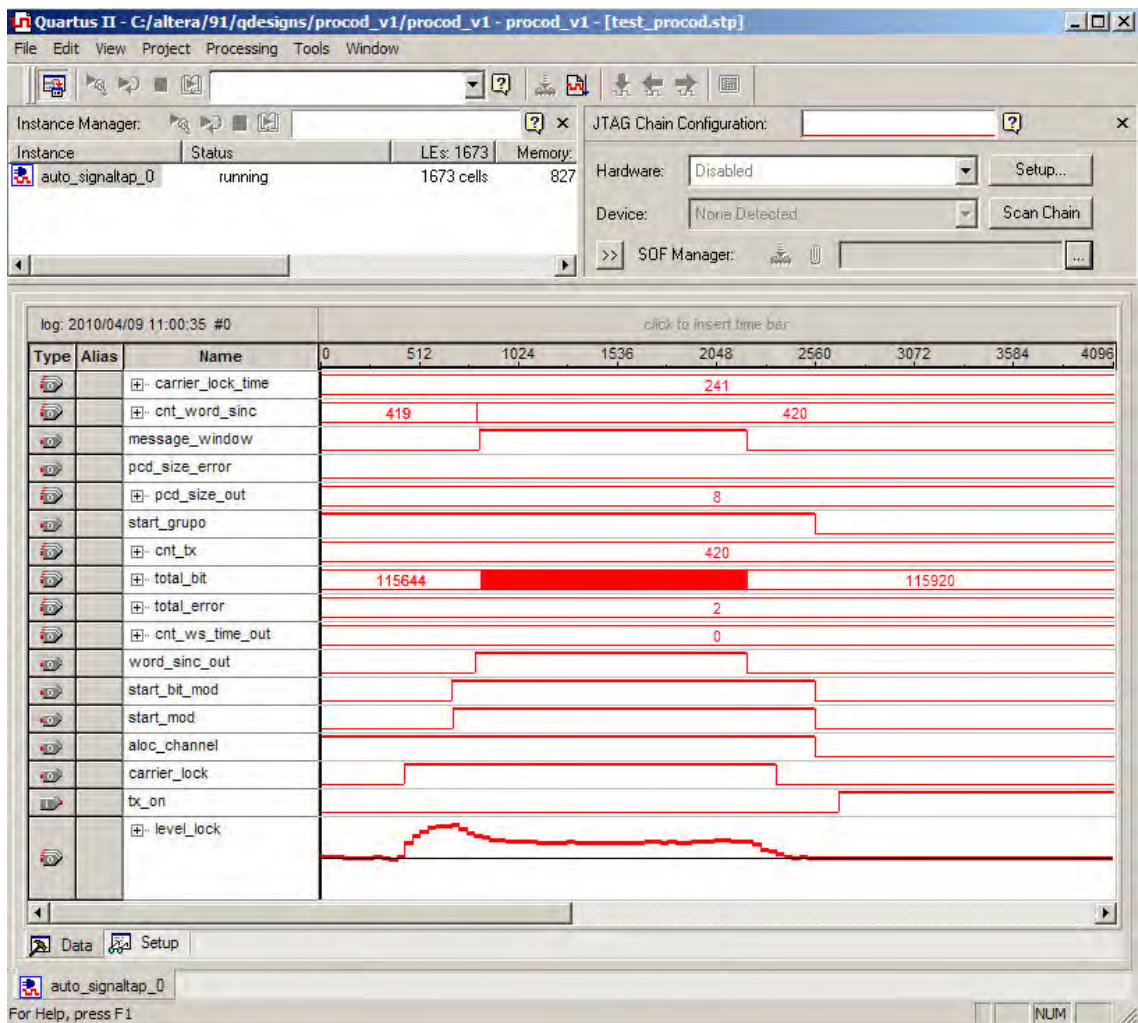 Quartus II - C:/altera/91/qdesigns/procod_v1/procod_v1 - procod_v1 - [test_procod.stp]
File Edit View Project Processing Tools Window
Instance Manager:
JTAG Chain Configuration:
Instance Status LEs: 1673 Memory:
auto_signaltap_0 running 1673 cells 827
Hardware: Disabled Setup...
Device: None Detected Scan Chain
>> SOF Manager: ...
log: 2010/04/09 11:00:35 #0 click to insert time bar
Type Alias Name 0 512 1024 1536 2048 2560 3072 3584 4096
carrier_lock_time 241
cnt_word_sinc 419 420
message_window
pcd_size_error
pcd_size_out 8
start_grupo
cnt_tx 420
total_bit 115644 115920
total_error 2
cnt_ws_time_out 0
word_sinc_out
start_bit_mod
start_mod
aloc_channel
carrier_lock
tx_on
level_lock
Data Setup
auto_signaltap_0
For Help, press F1 NUM